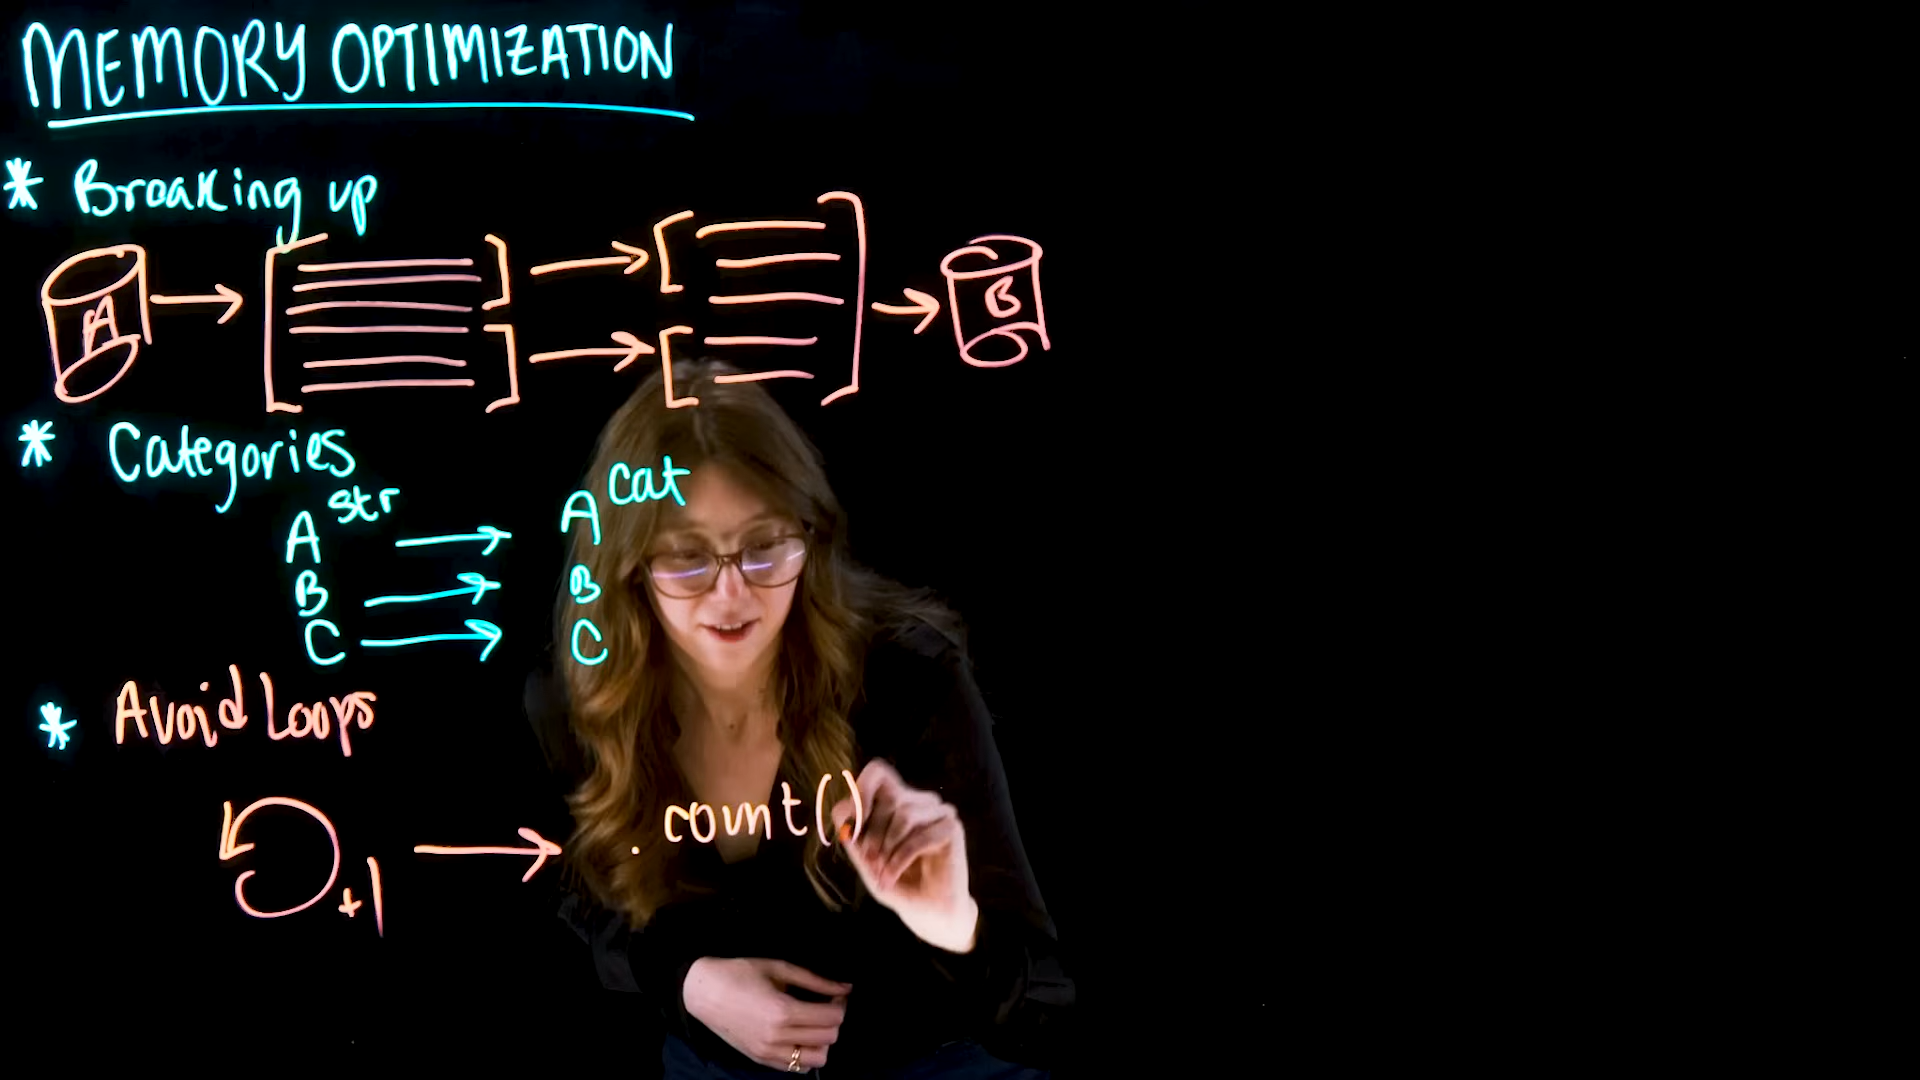 MEMORY OPTIMIZATION
* Breaking up
A
B
* Categories
A str → A cat
B → B
C → C
* Avoid Loops
+1 → .count()